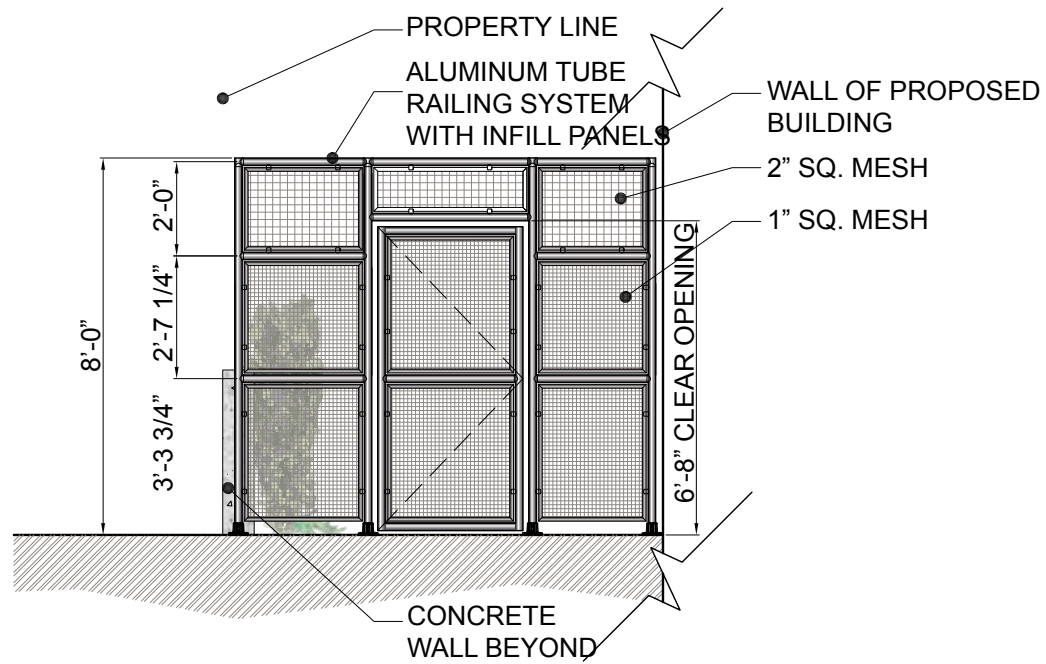 PROPERTY LINE
ALUMINUM TUBE
RAILING SYSTEM
WITH INFILL PANELS
WALL OF PROPOSED
BUILDING
2” SQ. MESH
1” SQ. MESH
8’-0”
2’-0”
2’-7 1/4”
3’-3 3/4”
6’-8” CLEAR OPENING
CONCRETE
WALL BEYOND